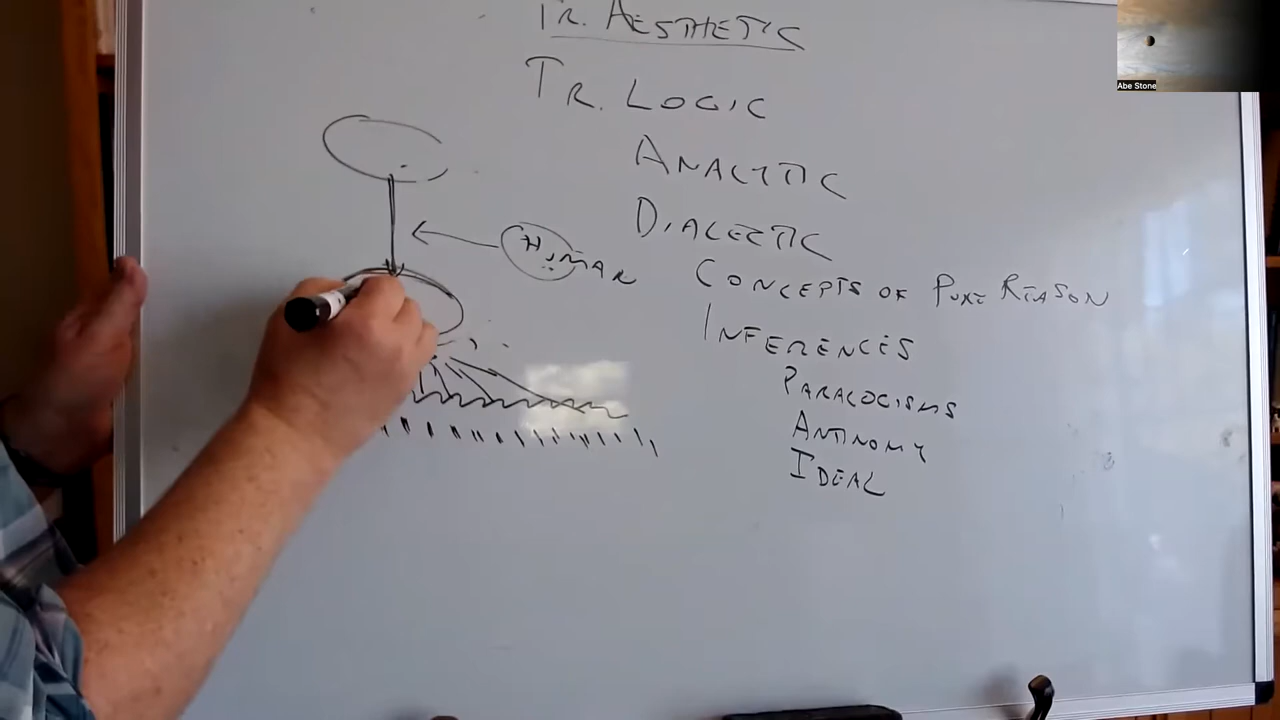 Tr. Aesthetic
Abe Stone
Tr. Logic
Analytic
Dialectic
Human
Concepts of Pure Reason
Inferences
Paralogisms
Antinomy
Ideal